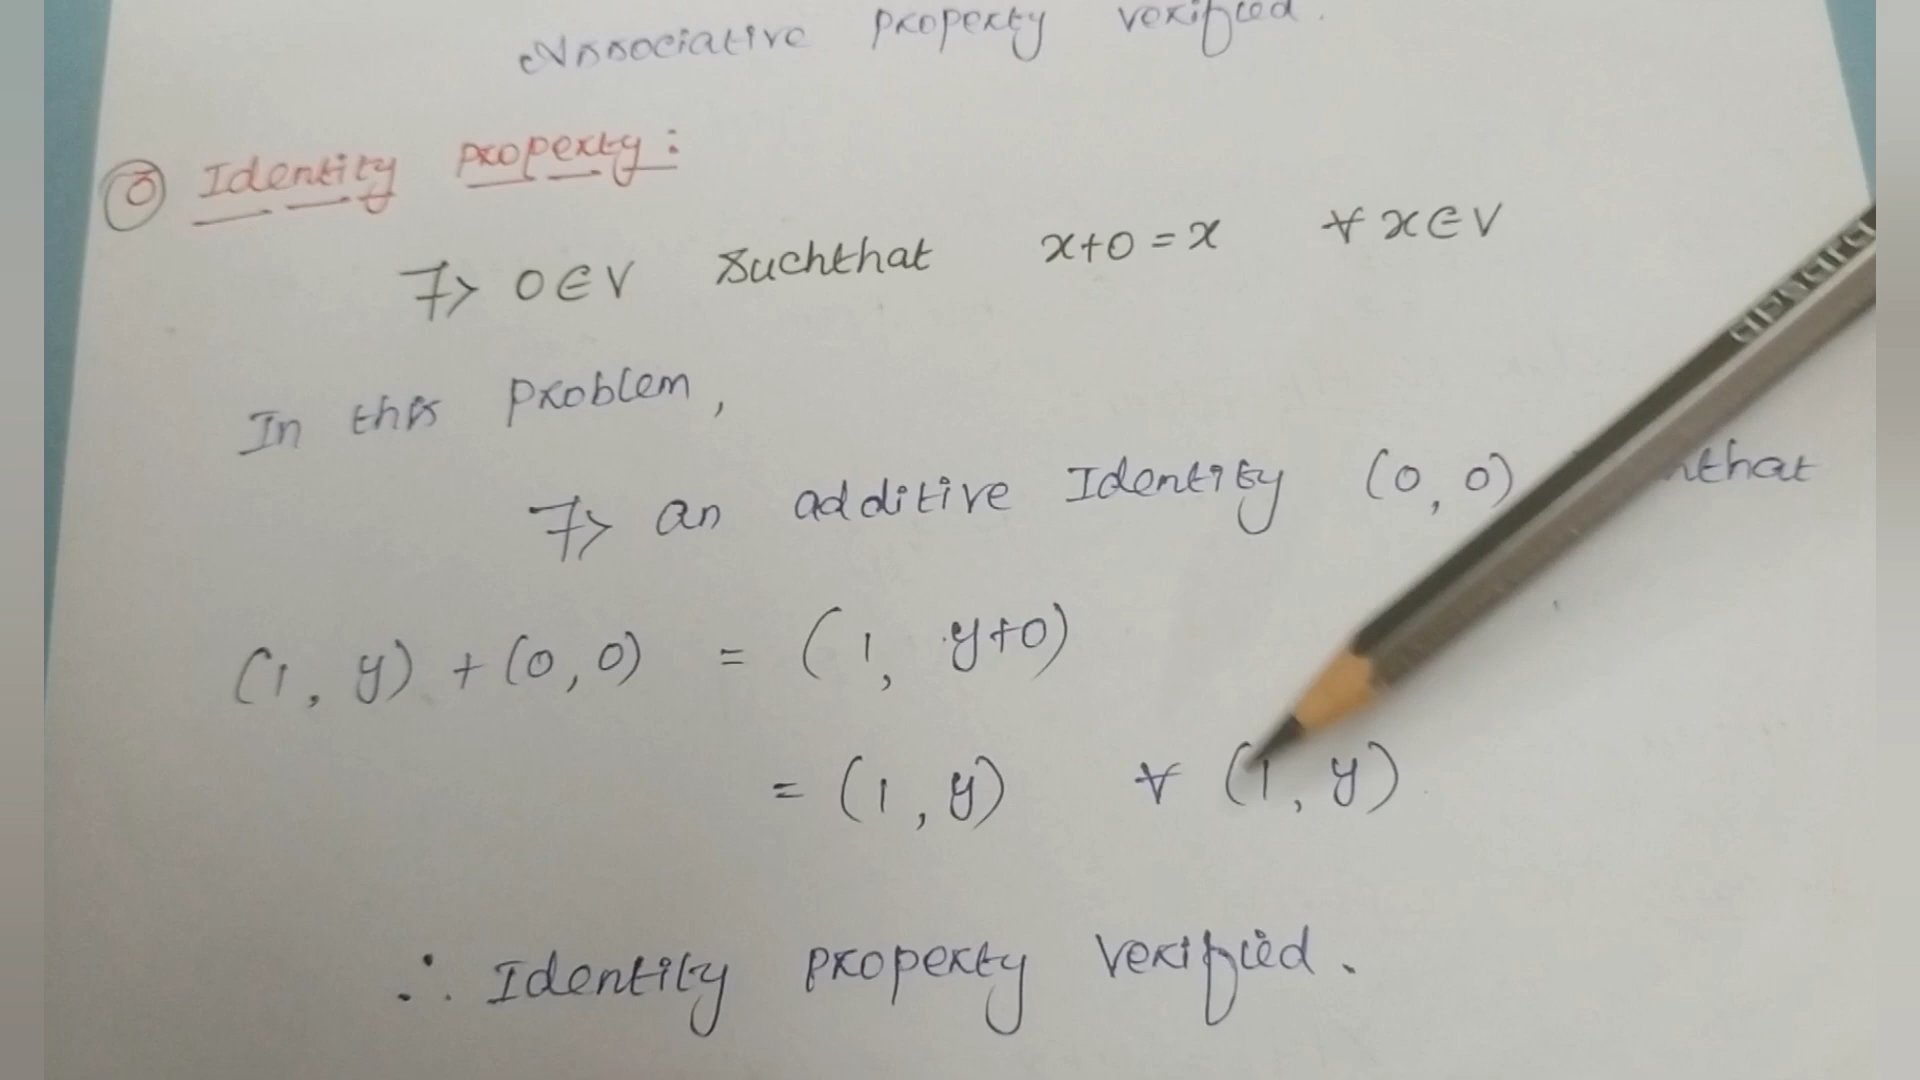 Associative property verified.
③ Identity property:
∃ 0∈V suchthat x+0=x ∀ x∈V
In this problem,
∃ an additive Identity (0,0)
(1, y) + (0,0) = (1, y+0)
= (1, y) ∀ (1, y)
∴ Identity property verified.